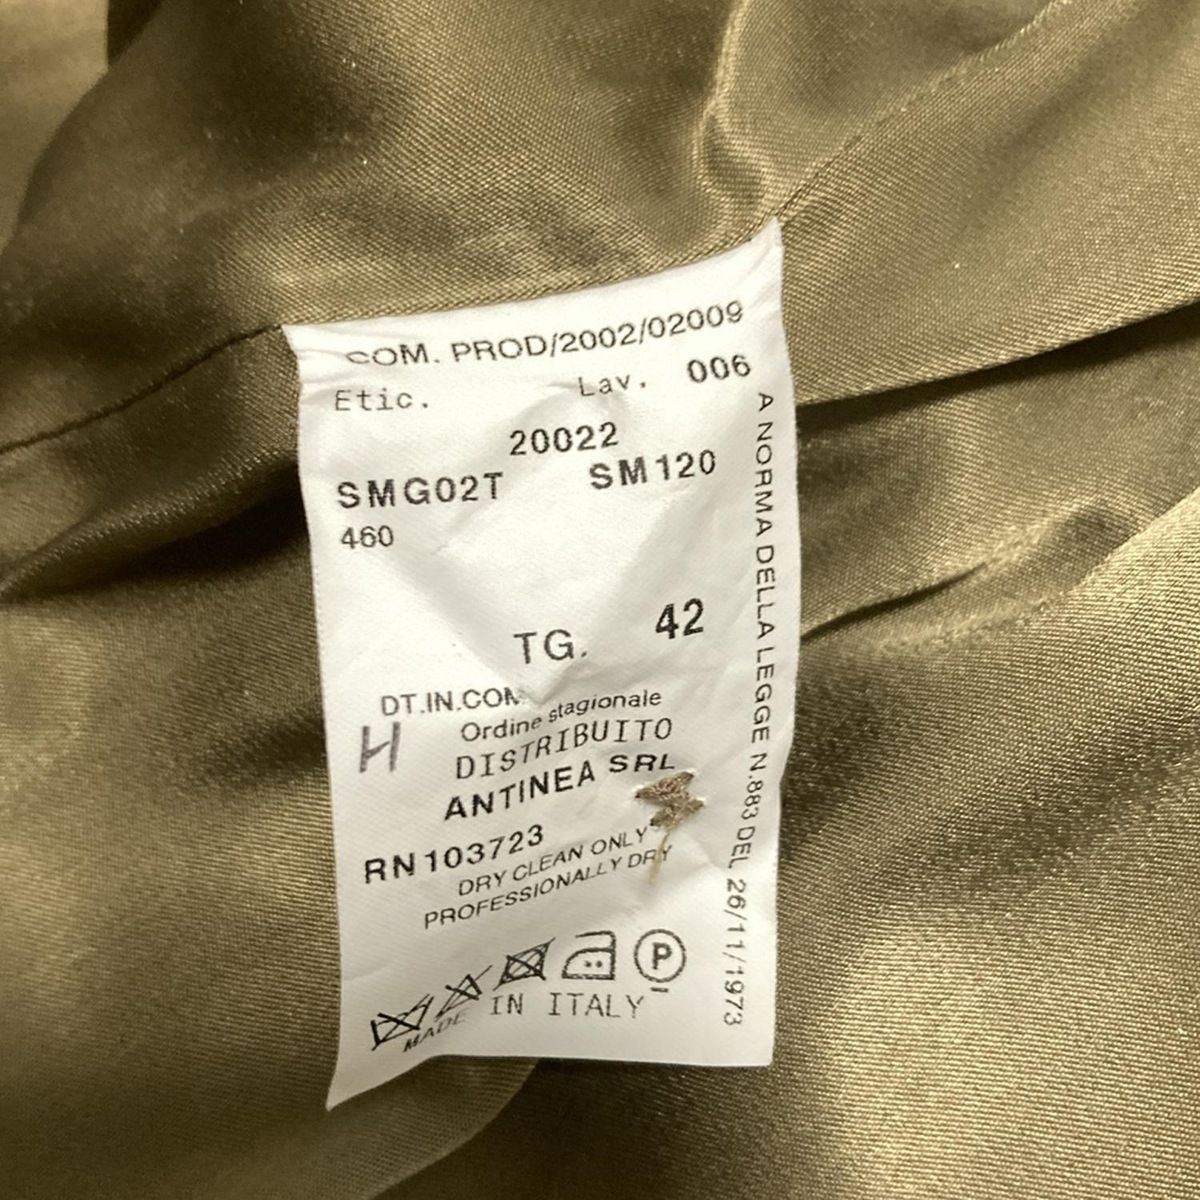 COM. PROD/2002/02009
Etic. Lav. 006
20022
SMG02T SM120
460
TG. 42
DT.IN.COM
H
Ordine stagionale
DISTRIBUITO
ANTINEA SRL
RN103723
DRY CLEAN ONLY
PROFESSIONALLY DRY
P
MADE IN ITALY
A NORMA DELLA LEGGE N.883 DEL 26/11/1973